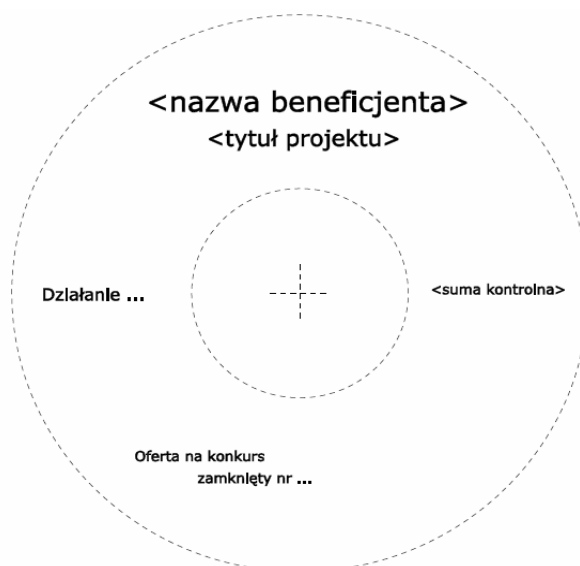 <nazwa beneficjenta>
<tytuł projektu>
Działanie ...
<suma kontrolna>
Oferta na konkurs
zamknięty nr ...